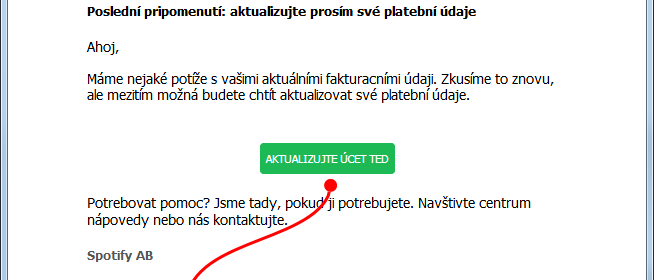 Poslední pripomenutí: aktualizujte prosím své platební údaje
Ahoj,
Máme nejaké potíže s vašimi aktuálními fakturacními údaji. Zkusíme to znovu,
ale mezitím možná budete chtít aktualizovat své platební údaje.
AKTUALIZUJTE ÚCET TED
Potrebovat pomoc? Jsme tady, pokud ji potrebujete. Navštivte centrum
nápovedy nebo nás kontaktujte.
Spotify AB